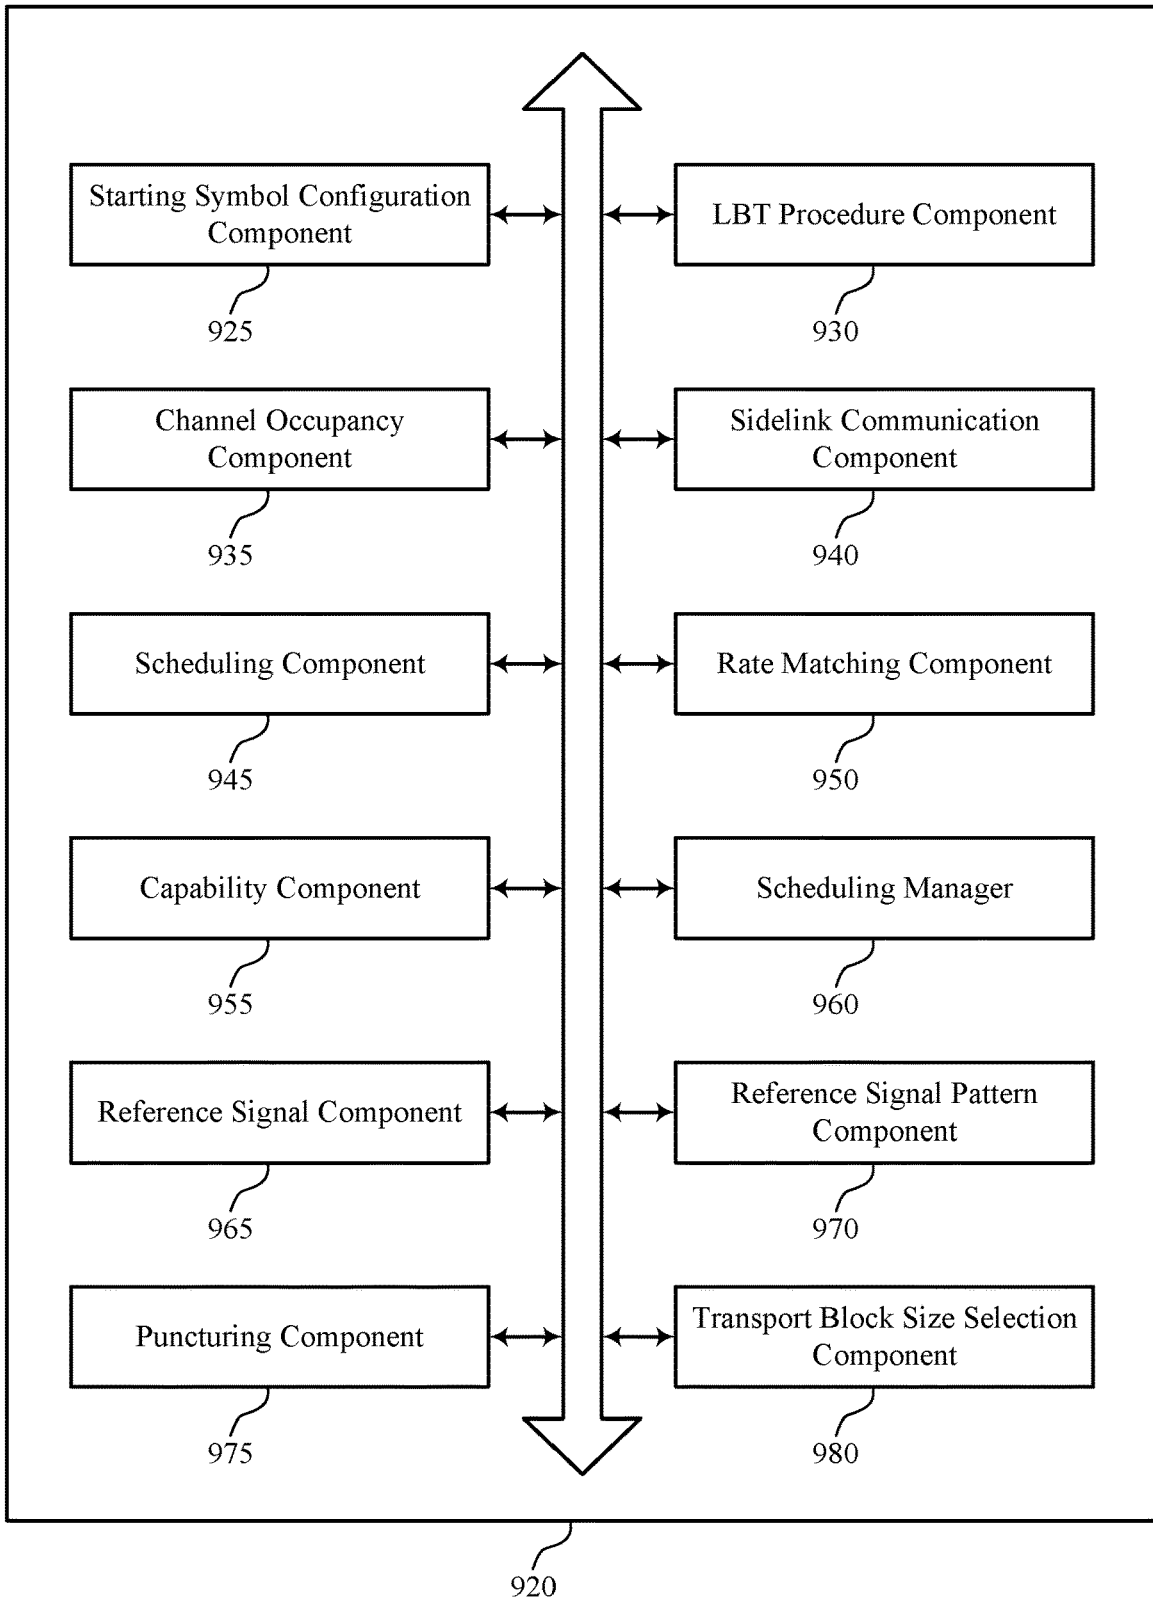 Starting Symbol Configuration
Component
925
LBT Procedure Component
930
Channel Occupancy
Component
935
Sidelink Communication
Component
940
Scheduling Component
945
Rate Matching Component
950
Capability Component
955
Scheduling Manager
960
Reference Signal Component
965
Reference Signal Pattern
Component
970
Puncturing Component
975
Transport Block Size Selection
Component
980
920